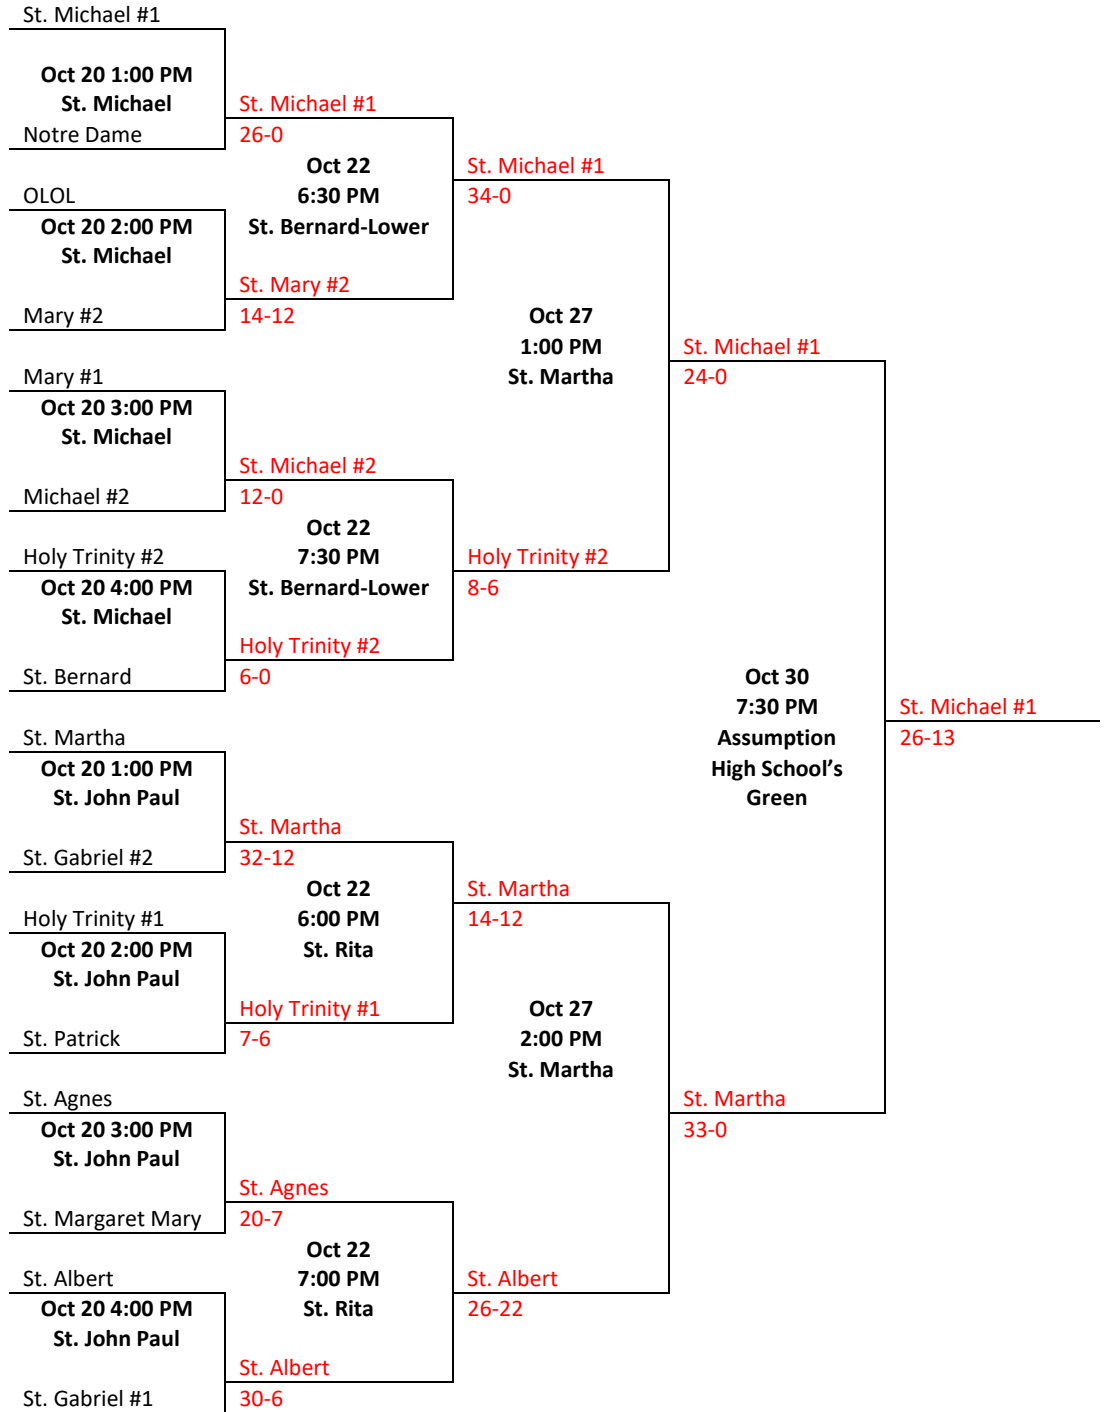 St. Michael #1
Oct 20 1:00 PM
St. Michael
Notre Dame
OLOL
Oct 20 2:00 PM
St. Michael
Mary #2
Mary #1
Oct 20 3:00 PM
St. Michael
Michael #2
Holy Trinity #2
Oct 20 4:00 PM
St. Michael
St. Bernard
St. Martha
Oct 20 1:00 PM
St. John Paul
St. Gabriel #2
Holy Trinity #1
Oct 20 2:00 PM
St. John Paul
St. Patrick
St. Agnes
Oct 20 3:00 PM
St. John Paul
St. Margaret Mary
St. Albert
Oct 20 4:00 PM
St. John Paul
St. Gabriel #1
St. Michael #1
26-0
Oct 22
6:30 PM
St. Bernard-Lower
St. Mary #2
14-12
St. Michael #2
12-0
Oct 22
7:30 PM
St. Bernard-Lower
Holy Trinity #2
6-0
St. Martha
32-12
Oct 22
6:00 PM
St. Rita
Holy Trinity #1
7-6
St. Agnes
20-7
Oct 22
7:00 PM
St. Rita
St. Albert
30-6
St. Michael #1
34-0
Oct 27
1:00 PM
St. Martha
Holy Trinity #2
8-6
St. Martha
14-12
Oct 27
2:00 PM
St. Martha
St. Albert
26-22
St. Michael #1
24-0
Oct 30
7:30 PM
Assumption
High School’s
Green
St. Martha
33-0
St. Michael #1
26-13